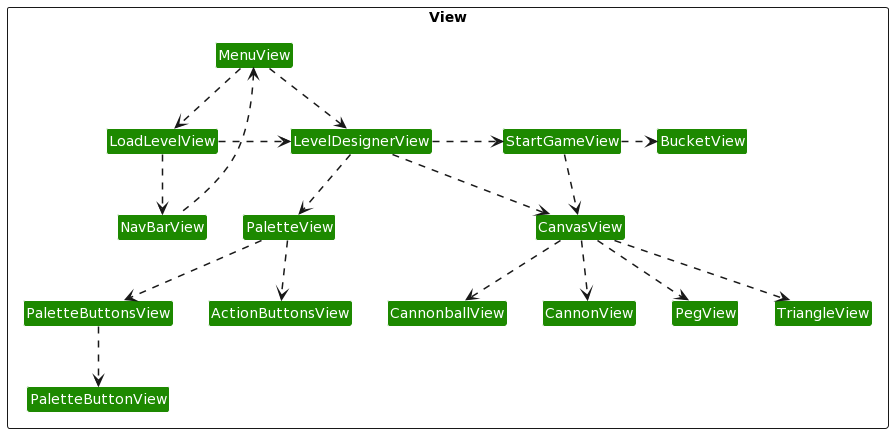 View
MenuView
LoadLevelView
LevelDesignerView
StartGameView
BucketView
NavBarView
PaletteView
CanvasView
PaletteButtonsView
ActionButtonsView
CannonballView
CannonView
PegView
TriangleView
PaletteButtonView